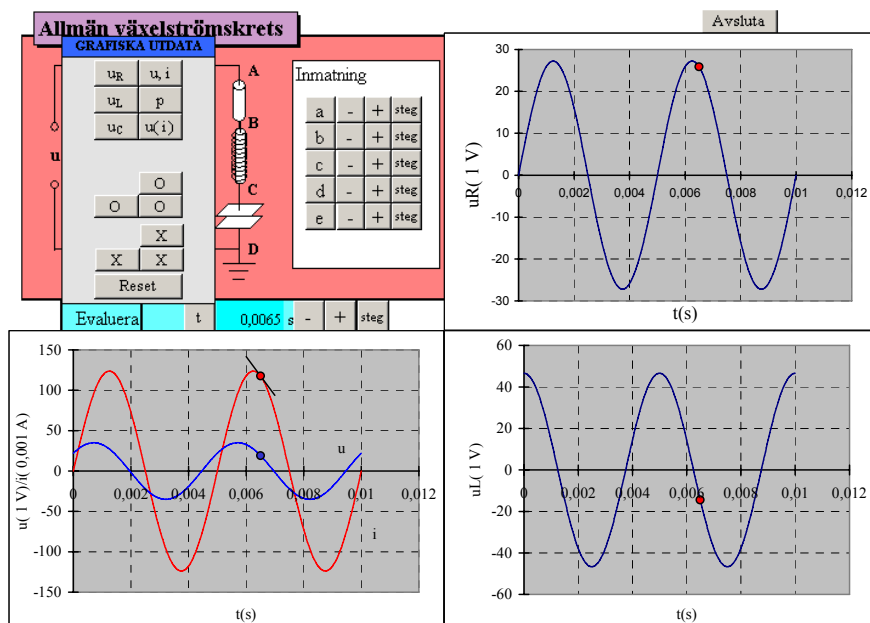 Allmän växelströmskrets
Avsluta
GRAFISKA UTDATA
uR u, i
uL p
uC u(i)
O
O O
X
X X
Reset
u
A
B
C
D
Inmatning
a - + steg
b - + steg
c - + steg
d - + steg
e - + steg
Evaluera t 0,0065 s - + steg
uR( 1 V)
30
20
10
0
-10
-20
-30
0 0,002 0,004 0,006 0,008 0,01 0,012
t(s)
u( 1 V)/i( 0,001 A)
150
100
50
0
-50
-100
-150
0 0,002 0,004 0,006 0,008 0,01 0,012
u
i
t(s)
uL( 1 V)
60
40
20
0
-20
-40
-60
0 0,002 0,004 0,006 0,008 0,01 0,012
t(s)